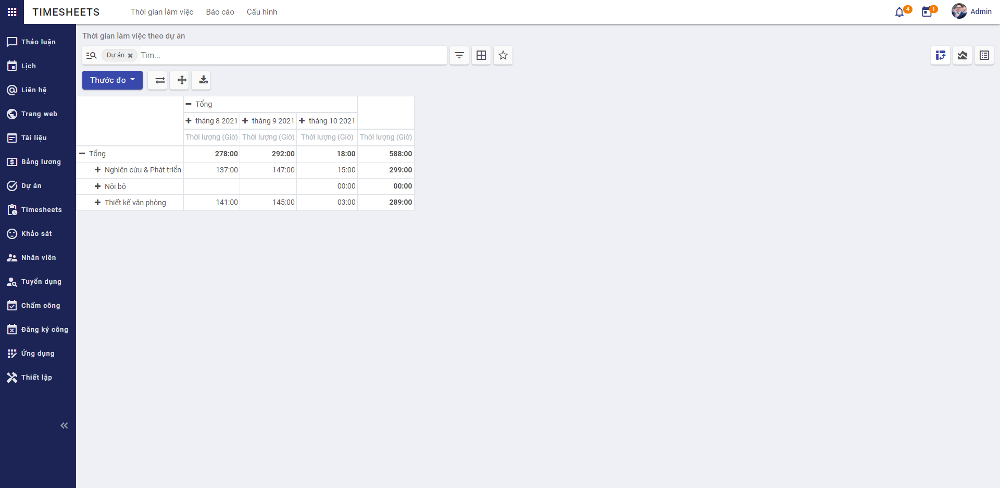 TIMESHEETS
Thời gian làm việc Báo cáo Cấu hình
4 1 Admin
Thảo luận
Lịch
Liên hệ
Trang web
Tài liệu
Bảng lương
Dự án
Timesheets
Khảo sát
Nhân viên
Tuyển dụng
Chấm công
Đăng ký công
Ứng dụng
Thiết lập
Thời gian làm việc theo dự án
Dự án Tìm...
Thước đo
Tổng
tháng 8 2021 tháng 9 2021 tháng 10 2021
Thời lượng (Giờ) Thời lượng (Giờ) Thời lượng (Giờ) Thời lượng (Giờ)
Tổng 278:00 292:00 18:00 588:00
Nghiên cứu & Phát triển 137:00 147:00 15:00 299:00
Nội bộ 00:00 00:00
Thiết kế văn phòng 141:00 145:00 03:00 289:00